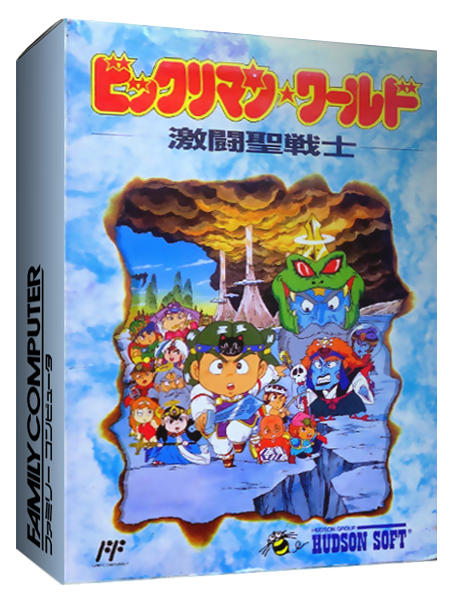 ビックリマン★ワールド
激闘聖戦士
FAMILY COMPUTER
ファミリー コンピュータ
HUDSON GROUP
HUDSON SOFT